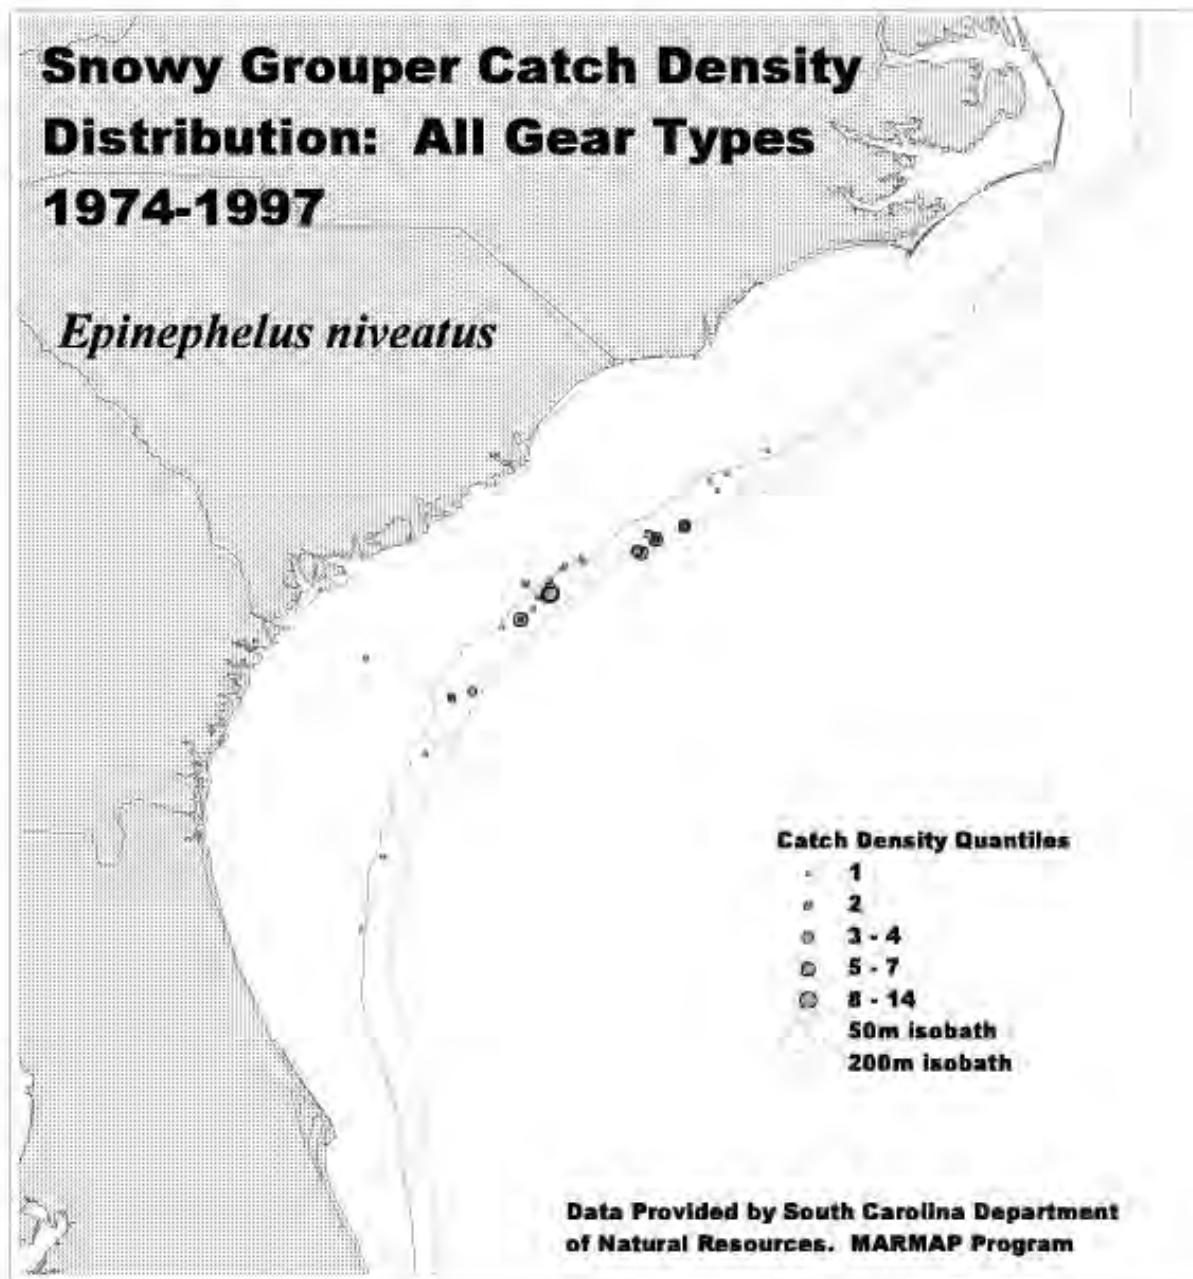 Snowy Grouper Catch Density
Distribution: All Gear Types
1974-1997
Epinephelus niveatus
Catch Density Quantiles
1
2
3 - 4
5 - 7
8 - 14
50m isobath
200m isobath
Data Provided by South Carolina Department
of Natural Resources. MARMAP Program